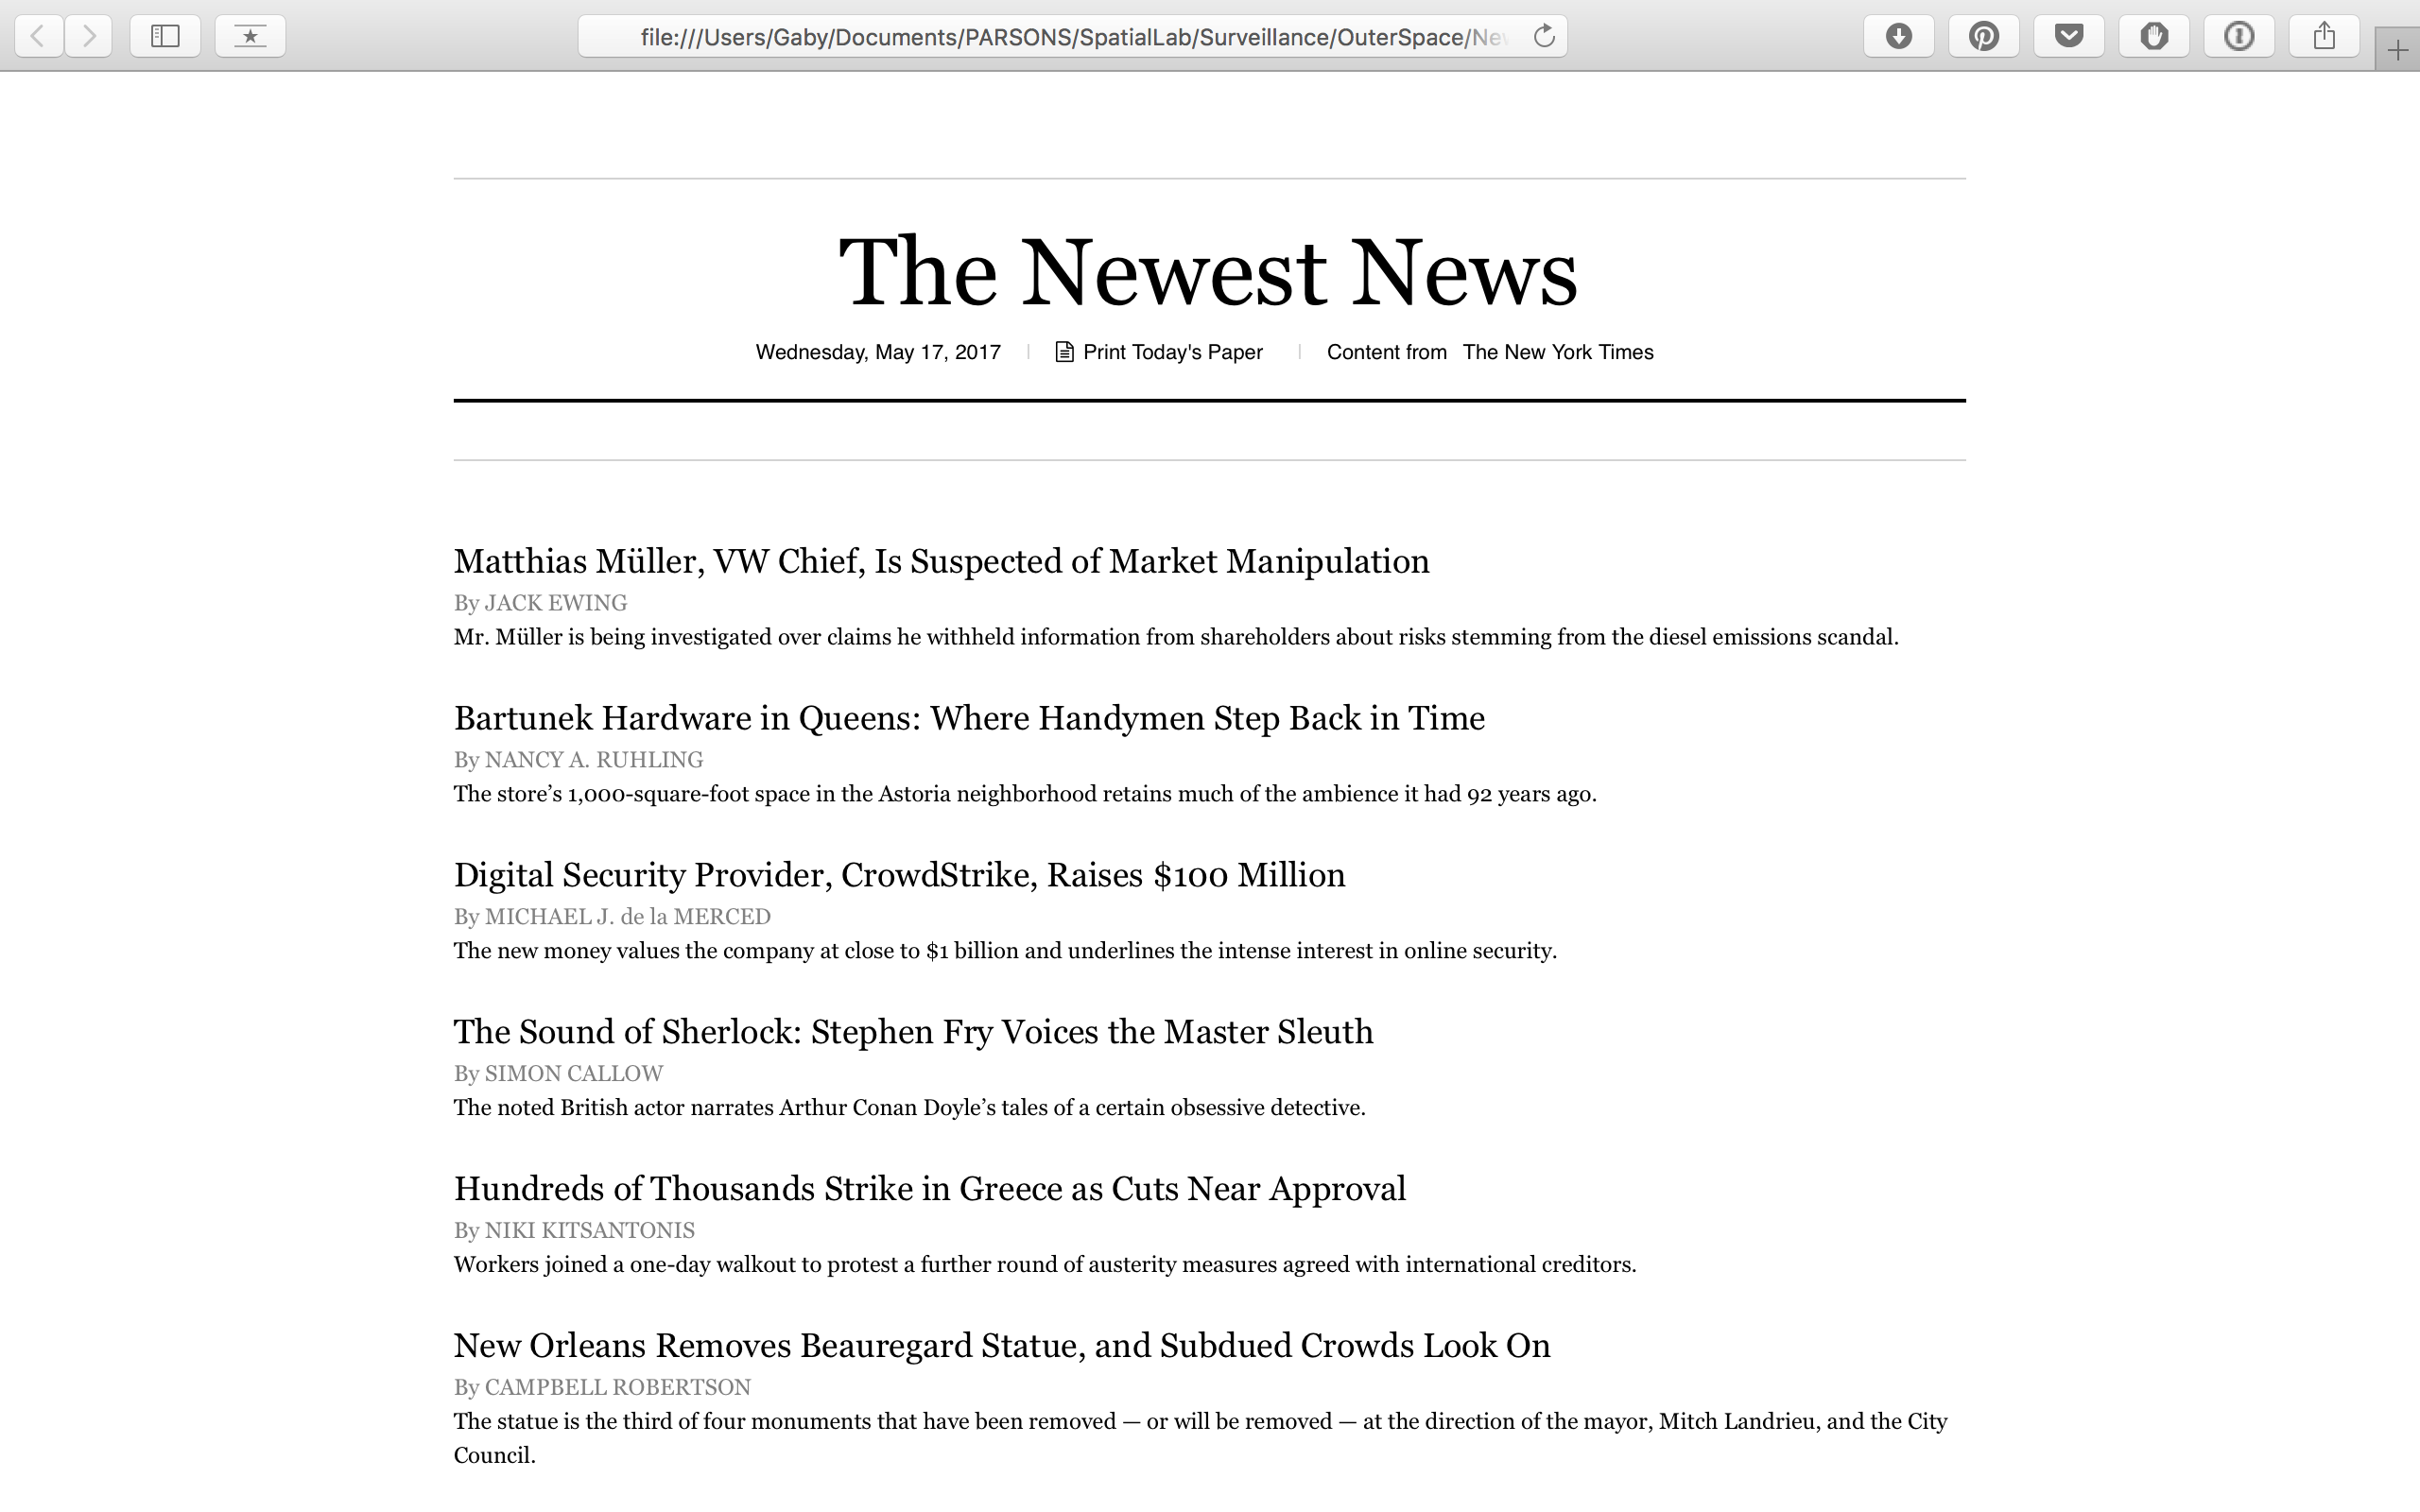 file:///Users/Gaby/Documents/PARSONS/SpatialLab/Surveillance/OuterSpace/Ne
The Newest News
Wednesday, May 17, 2017 | Print Today's Paper | Content from The New York Times
Matthias Müller, VW Chief, Is Suspected of Market Manipulation
By JACK EWING
Mr. Müller is being investigated over claims he withheld information from shareholders about risks stemming from the diesel emissions scandal.
Bartunek Hardware in Queens: Where Handymen Step Back in Time
By NANCY A. RUHLING
The store’s 1,000-square-foot space in the Astoria neighborhood retains much of the ambience it had 92 years ago.
Digital Security Provider, CrowdStrike, Raises $100 Million
By MICHAEL J. de la MERCED
The new money values the company at close to $1 billion and underlines the intense interest in online security.
The Sound of Sherlock: Stephen Fry Voices the Master Sleuth
By SIMON CALLOW
The noted British actor narrates Arthur Conan Doyle’s tales of a certain obsessive detective.
Hundreds of Thousands Strike in Greece as Cuts Near Approval
By NIKI KITSANTONIS
Workers joined a one-day walkout to protest a further round of austerity measures agreed with international creditors.
New Orleans Removes Beauregard Statue, and Subdued Crowds Look On
By CAMPBELL ROBERTSON
The statue is the third of four monuments that have been removed — or will be removed — at the direction of the mayor, Mitch Landrieu, and the City
Council.